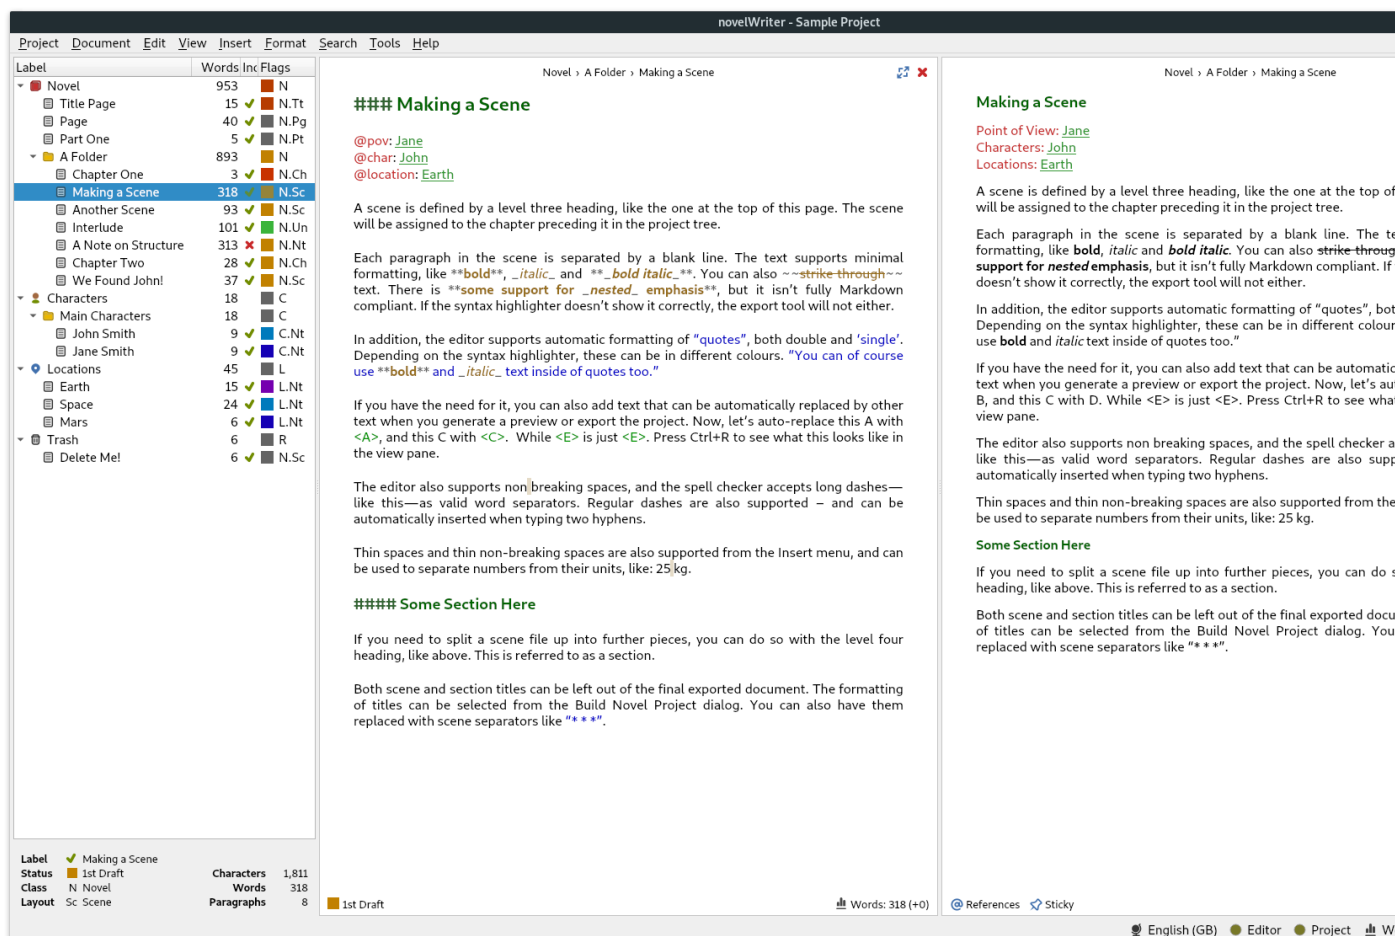 novelWriter - Sample Project
Project Document Edit View Insert Format Search Tools Help
Label Words Inc Flags
Novel 953 N
Title Page 15 N.Tt
Page 40 N.Pg
Part One 5 N.Pt
A Folder 893 N
Chapter One 3 N.Ch
Making a Scene 318 N.Sc
Another Scene 93 N.Sc
Interlude 101 N.Un
A Note on Structure 313 N.Nt
Chapter Two 28 N.Ch
We Found John! 37 N.Sc
Characters 18 C
Main Characters 18 C
John Smith 9 C.Nt
Jane Smith 9 C.Nt
Locations 45 L
Earth 15 L.Nt
Space 24 L.Nt
Mars 6 L.Nt
Trash 6 R
Delete Me! 6 N.Sc
Label Making a Scene
Status 1st Draft Characters 1,811
Class N Novel Words 318
Layout Sc Scene Paragraphs 8
Novel › A Folder › Making a Scene
### Making a Scene
@pov: Jane
@char: John
@location: Earth
A scene is defined by a level three heading, like the one at the top of this page. The scene
will be assigned to the chapter preceding it in the project tree.
Each paragraph in the scene is separated by a blank line. The text supports minimal
formatting, like **bold**, _italic_ and **_bold italic_**. You can also ~~strike through~~
text. There is **some support for _nested_ emphasis**, but it isn’t fully Markdown
compliant. If the syntax highlighter doesn’t show it correctly, the export tool will not either.
In addition, the editor supports automatic formatting of “quotes”, both double and ‘single’.
Depending on the syntax highlighter, these can be in different colours. “You can of course
use **bold** and _italic_ text inside of quotes too.”
If you have the need for it, you can also add text that can be automatically replaced by other
text when you generate a preview or export the project. Now, let’s auto-replace this A with
<A>, and this C with <C>. While <E> is just <E>. Press Ctrl+R to see what this looks like in
the view pane.
The editor also supports non breaking spaces, and the spell checker accepts long dashes—
like this—as valid word separators. Regular dashes are also supported – and can be
automatically inserted when typing two hyphens.
Thin spaces and thin non-breaking spaces are also supported from the Insert menu, and can
be used to separate numbers from their units, like: 25 kg.
#### Some Section Here
If you need to split a scene file up into further pieces, you can do so with the level four
heading, like above. This is referred to as a section.
Both scene and section titles can be left out of the final exported document. The formatting
of titles can be selected from the Build Novel Project dialog. You can also have them
replaced with scene separators like “* * *”.
1st Draft Words: 318 (+0)
Novel › A Folder › Making a Scene
Making a Scene
Point of View: Jane
Characters: John
Locations: Earth
A scene is defined by a level three heading, like the one at the top of
will be assigned to the chapter preceding it in the project tree.
Each paragraph in the scene is separated by a blank line. The te
formatting, like bold, italic and bold italic. You can also strike throug
support for nested emphasis, but it isn’t fully Markdown compliant. If
doesn’t show it correctly, the export tool will not either.
In addition, the editor supports automatic formatting of “quotes”, bot
Depending on the syntax highlighter, these can be in different colour
use bold and italic text inside of quotes too.”
If you have the need for it, you can also add text that can be automatic
text when you generate a preview or export the project. Now, let’s au
B, and this C with D. While <E> is just <E>. Press Ctrl+R to see wha
view pane.
The editor also supports non breaking spaces, and the spell checker a
like this—as valid word separators. Regular dashes are also supp
automatically inserted when typing two hyphens.
Thin spaces and thin non-breaking spaces are also supported from the
be used to separate numbers from their units, like: 25 kg.
Some Section Here
If you need to split a scene file up into further pieces, you can do s
heading, like above. This is referred to as a section.
Both scene and section titles can be left out of the final exported docu
of titles can be selected from the Build Novel Project dialog. You
replaced with scene separators like “* * *”.
References Sticky
English (GB) Editor Project W